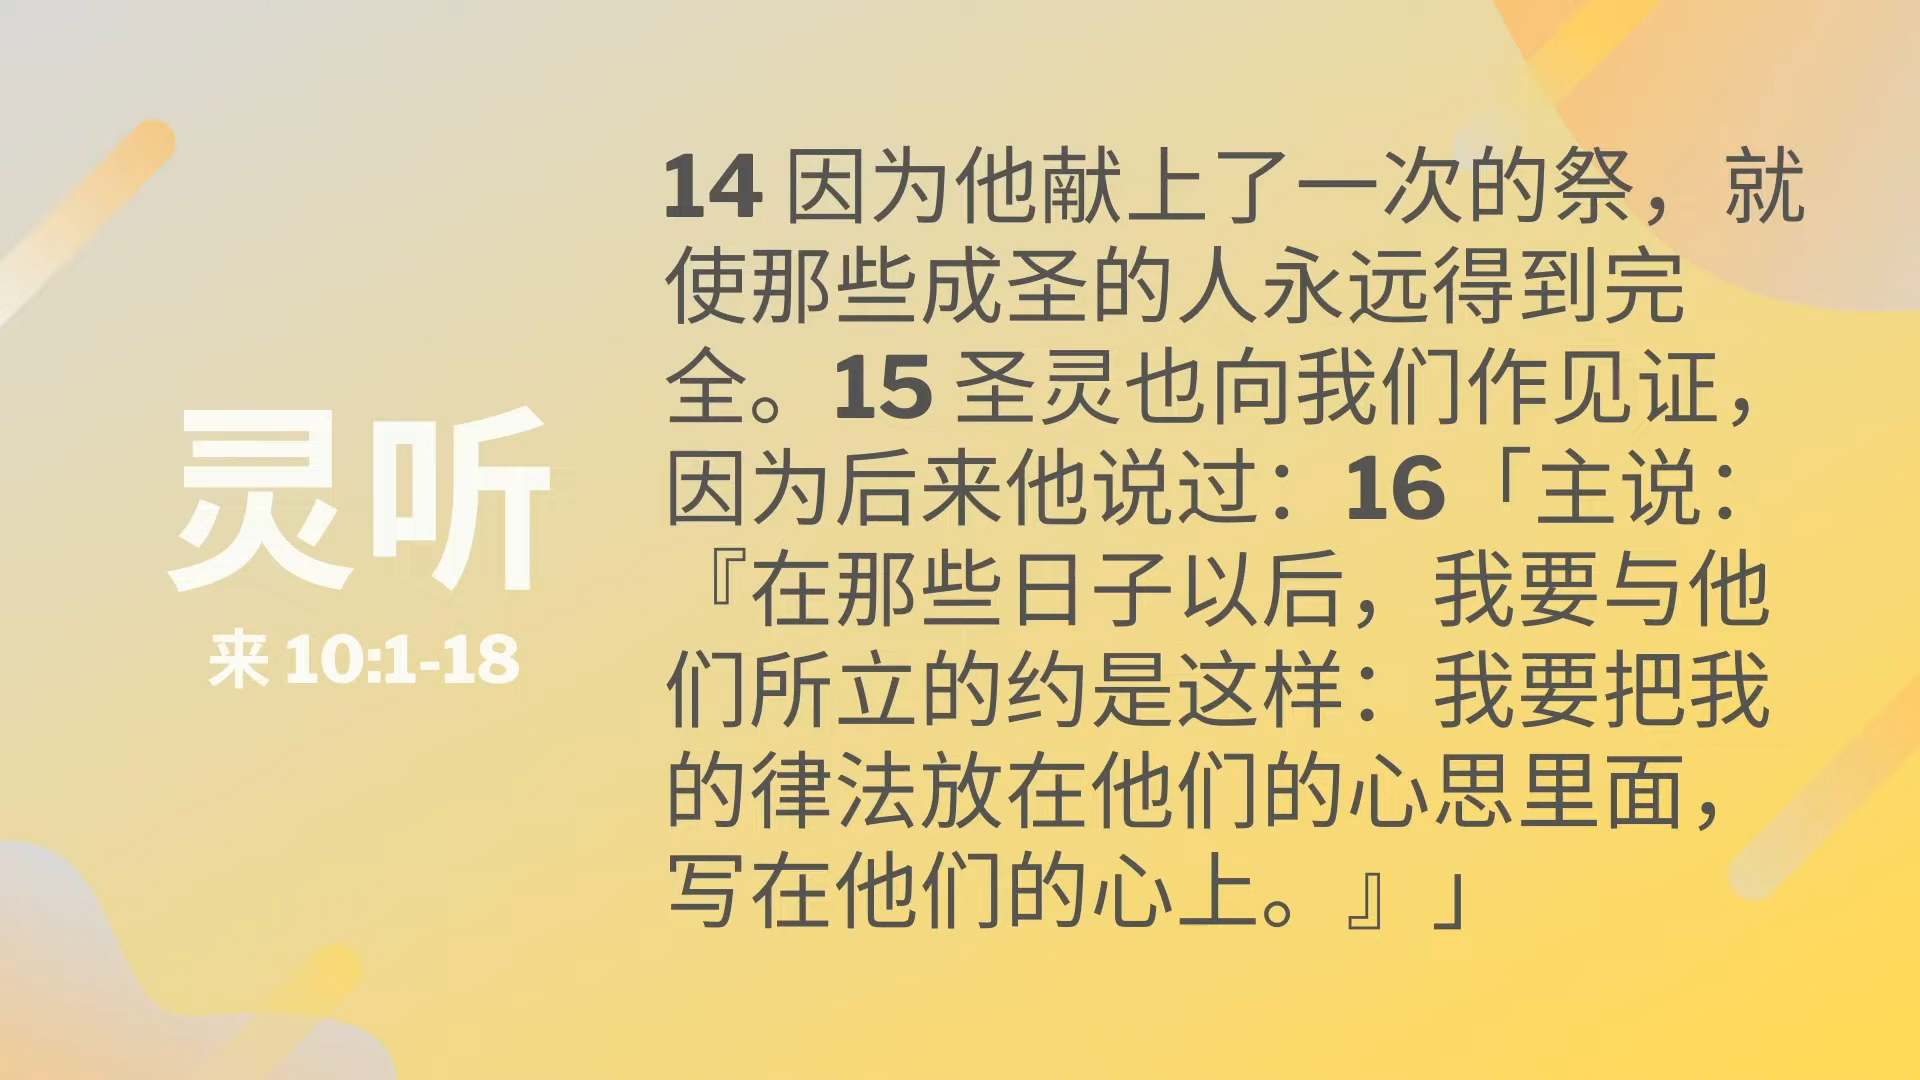 灵听
来 10:1-18
14 因为他献上了一次的祭，就
使那些成圣的人永远得到完
全。15 圣灵也向我们作见证，
因为后来他说过：16「主说：
『在那些日子以后，我要与他
们所立的约是这样：我要把我
的律法放在他们的心思里面，
写在他们的心上。』」